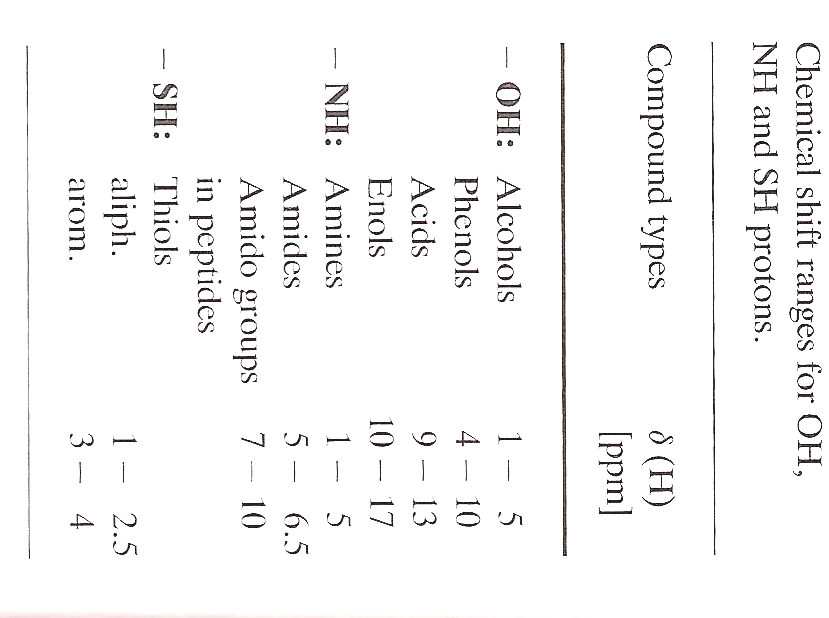 Chemical shift ranges for OH,
NH and SH protons.
Compound types δ (H)
[ppm]
– OH: Alcohols 1 – 5
Phenols 4 – 10
Acids 9 – 13
Enols 10 – 17
– NH: Amines 1 – 5
Amides 5 – 6.5
Amido groups 7 – 10
in peptides
– SH: Thiols
aliph. 1 – 2.5
arom. 3 – 4